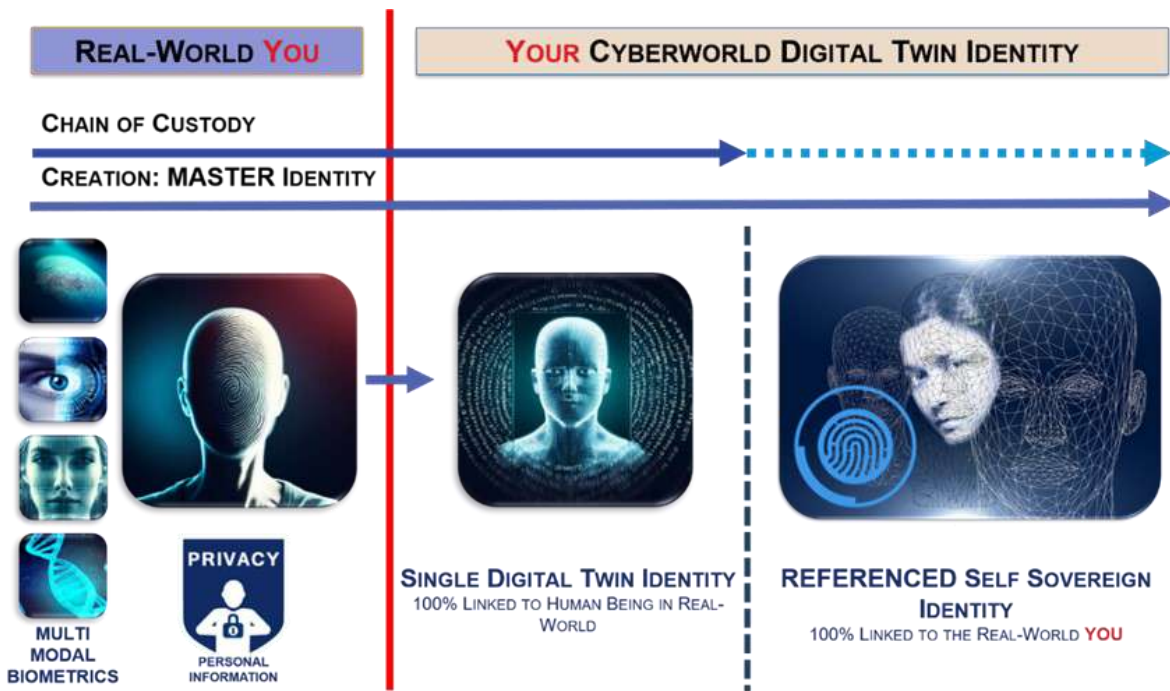 REAL-WORLD YOU
YOUR CYBERWORLD DIGITAL TWIN IDENTITY
CHAIN OF CUSTODY
CREATION: MASTER IDENTITY
MULTI
MODAL
BIOMETRICS
PRIVACY
PERSONAL
INFORMATION
SINGLE DIGITAL TWIN IDENTITY
100% LINKED TO HUMAN BEING IN REAL-
WORLD
REFERENCED SELF SOVEREIGN
IDENTITY
100% LINKED TO THE REAL-WORLD YOU